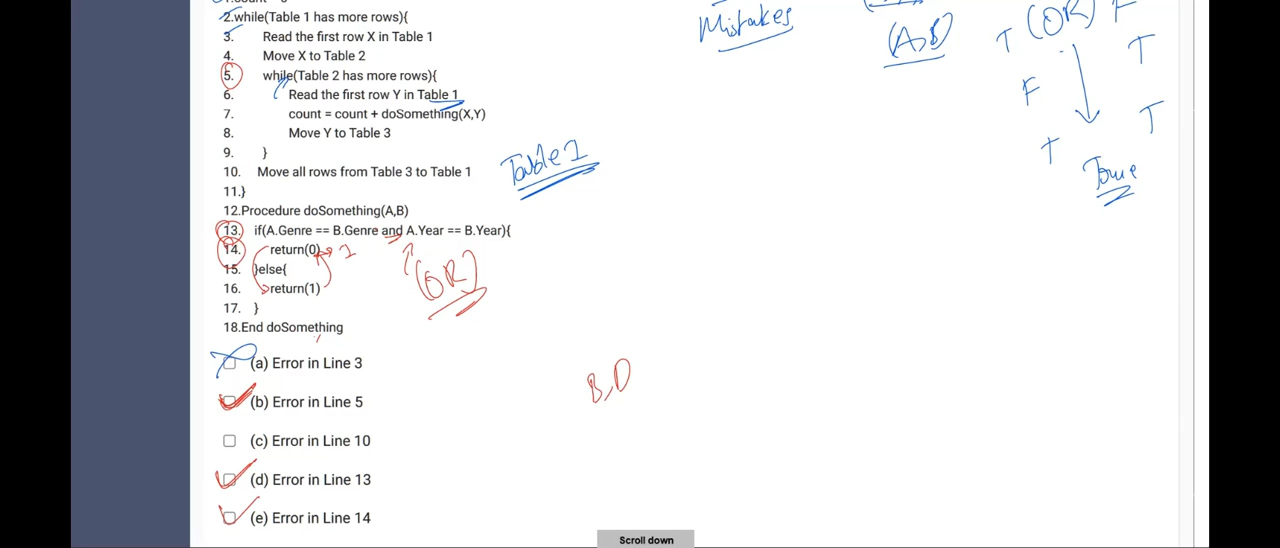 2.while(Table 1 has more rows){
3. Read the first row X in Table 1
4. Move X to Table 2
5. while(Table 2 has more rows){
6. Read the first row Y in Table 1
7. count = count + doSomething(X,Y)
8. Move Y to Table 3
9. }
10. Move all rows from Table 3 to Table 1
11.}
12.Procedure doSomething(A,B)
13. if(A.Genre == B.Genre and A.Year == B.Year){
14. return(0) 1
15. }else{
16. return(1)
17. }
18.End doSomething
(a) Error in Line 3
(b) Error in Line 5
(c) Error in Line 10
(d) Error in Line 13
(e) Error in Line 14
Mistakes
(A,B)
Table 1
(OR)
B,D
T (OR) F
T
F
T
T
True
Scroll down